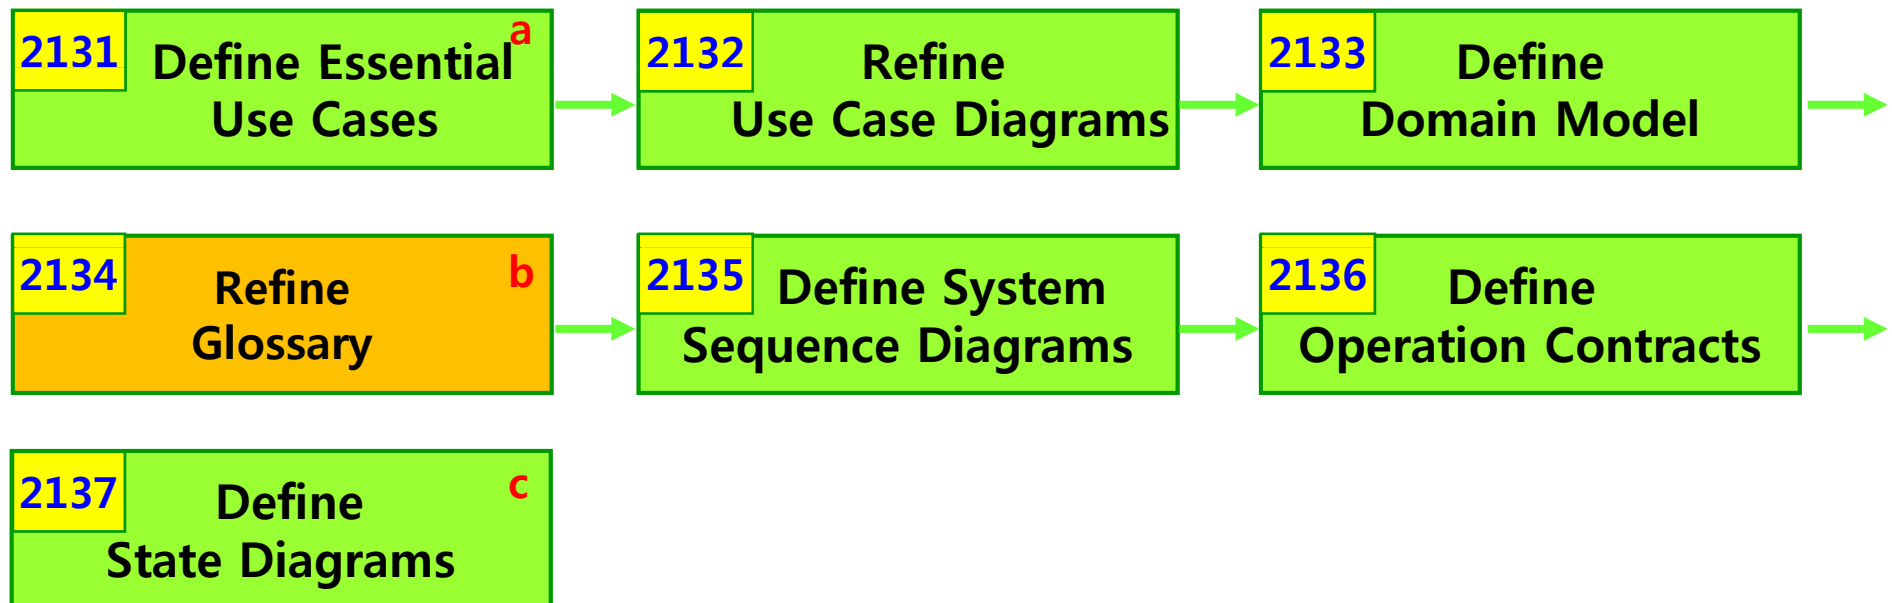 2131
a
Define Essential
Use Cases
2132
Refine
Use Case Diagrams
2133
Define
Domain Model
2134
b
Refine
Glossary
2135
Define System
Sequence Diagrams
2136
Define
Operation Contracts
2137
c
Define
State Diagrams